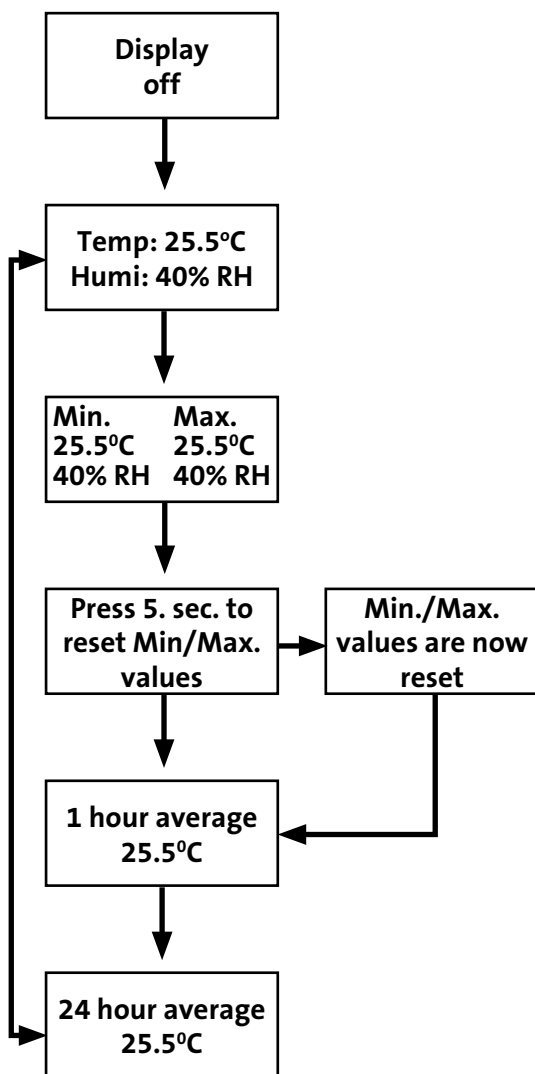 Display
off
Temp: 25.5°C
Humi: 40% RH
Min. Max.
25.5⁰C 25.5⁰C
40% RH 40% RH
Press 5. sec. to
reset Min/Max.
values
Min./Max.
values are now
reset
1 hour average
25.5⁰C
24 hour average
25.5⁰C